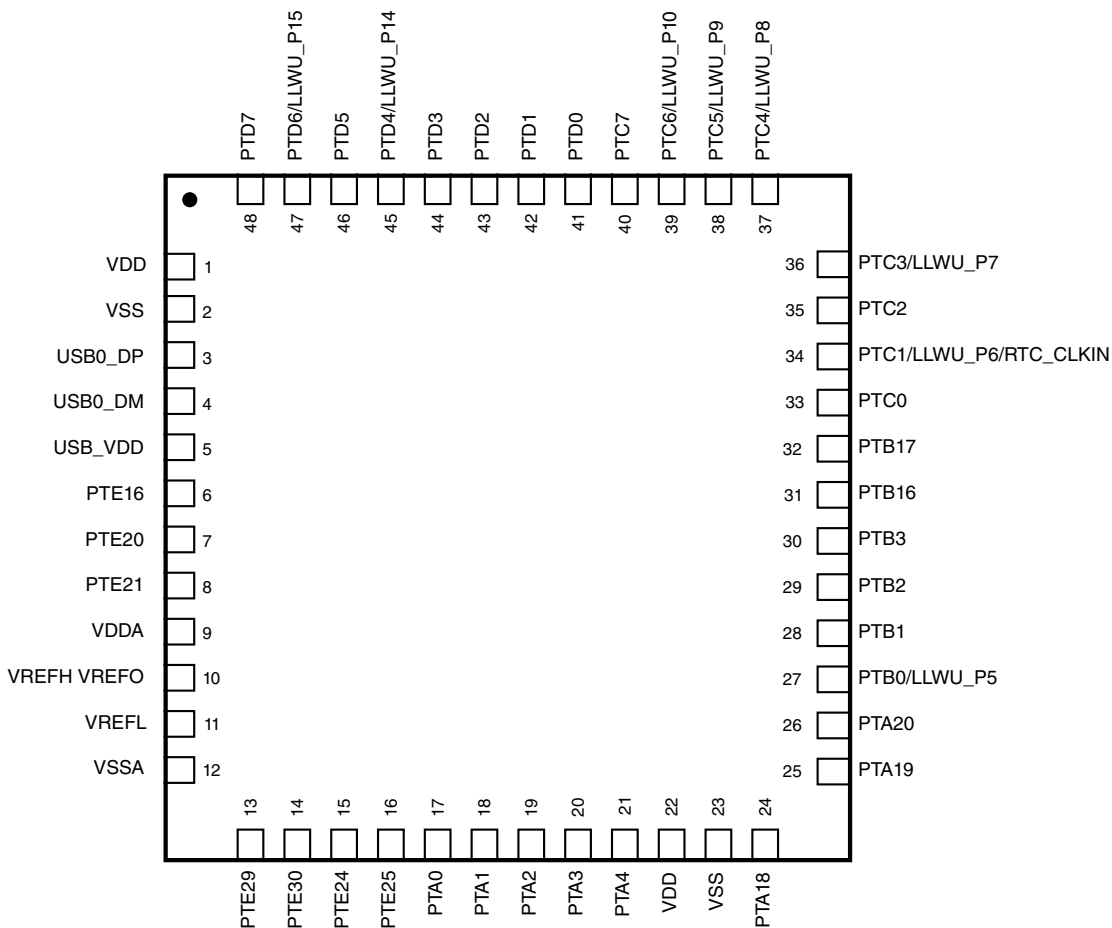 PTD7
PTD6/LLWU_P15
PTD5
PTD4/LLWU_P14
PTD3
PTD2
PTD1
PTD0
PTC7
PTC6/LLWU_P10
PTC5/LLWU_P9
PTC4/LLWU_P8
48
47
46
45
44
43
42
41
40
39
38
37
VDD 1
VSS 2
USB0_DP 3
USB0_DM 4
USB_VDD 5
PTE16 6
PTE20 7
PTE21 8
VDDA 9
VREFH VREFO 10
VREFL 11
VSSA 12
36 PTC3/LLWU_P7
35 PTC2
34 PTC1/LLWU_P6/RTC_CLKIN
33 PTC0
32 PTB17
31 PTB16
30 PTB3
29 PTB2
28 PTB1
27 PTB0/LLWU_P5
26 PTA20
25 PTA19
13
14
15
16
17
18
19
20
21
22
23
24
PTE29
PTE30
PTE24
PTE25
PTA0
PTA1
PTA2
PTA3
PTA4
VDD
VSS
PTA18